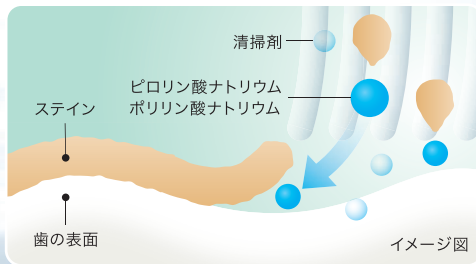 清掃剤
ピロリン酸ナトリウム
ポリリン酸ナトリウム
ステイン
歯の表面
イメージ図